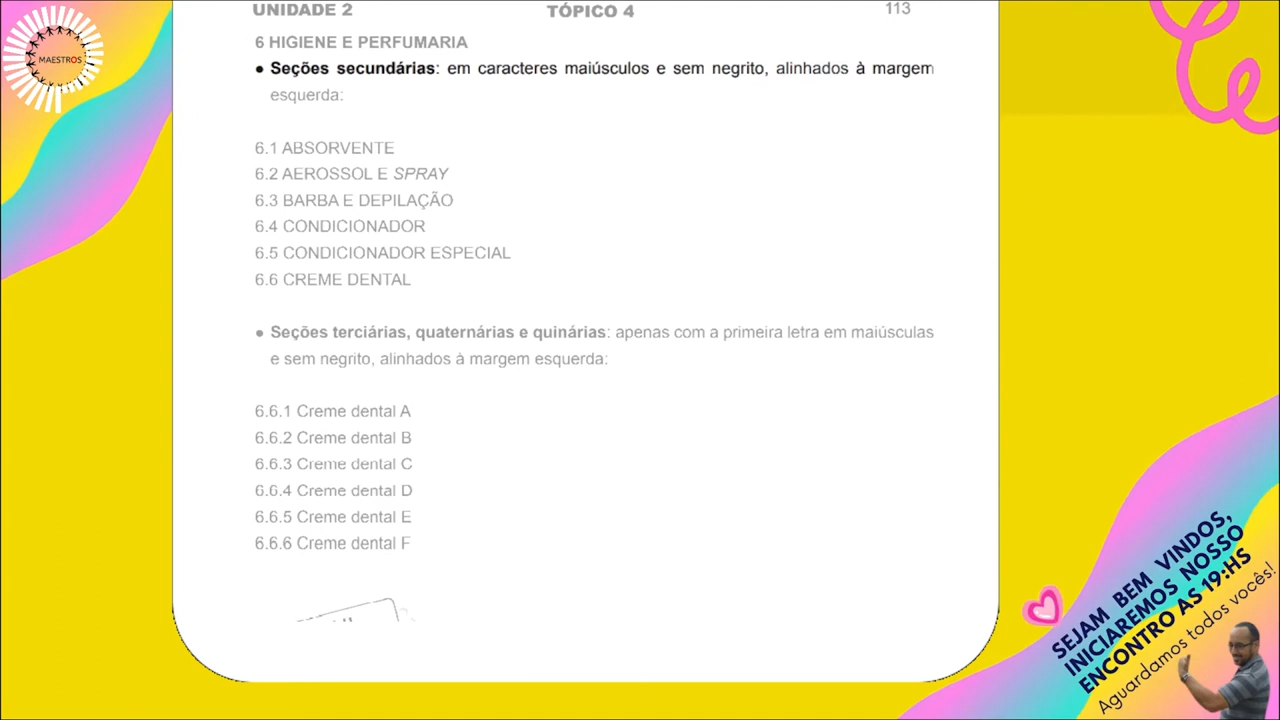 MAESTROS
UNIDADE 2
TÓPICO 4
113
6 HIGIENE E PERFUMARIA
● Seções secundárias: em caracteres maiúsculos e sem negrito, alinhados à margem
esquerda:
6.1 ABSORVENTE
6.2 AEROSSOL E SPRAY
6.3 BARBA E DEPILAÇÃO
6.4 CONDICIONADOR
6.5 CONDICIONADOR ESPECIAL
6.6 CREME DENTAL
● Seções terciárias, quaternárias e quinárias: apenas com a primeira letra em maiúsculas
e sem negrito, alinhados à margem esquerda:
6.6.1 Creme dental A
6.6.2 Creme dental B
6.6.3 Creme dental C
6.6.4 Creme dental D
6.6.5 Creme dental E
6.6.6 Creme dental F
SEJAM BEM VINDOS,
INICIAREMOS NOSSO
ENCONTRO AS 19:HS
Aguardamos todos vocês!